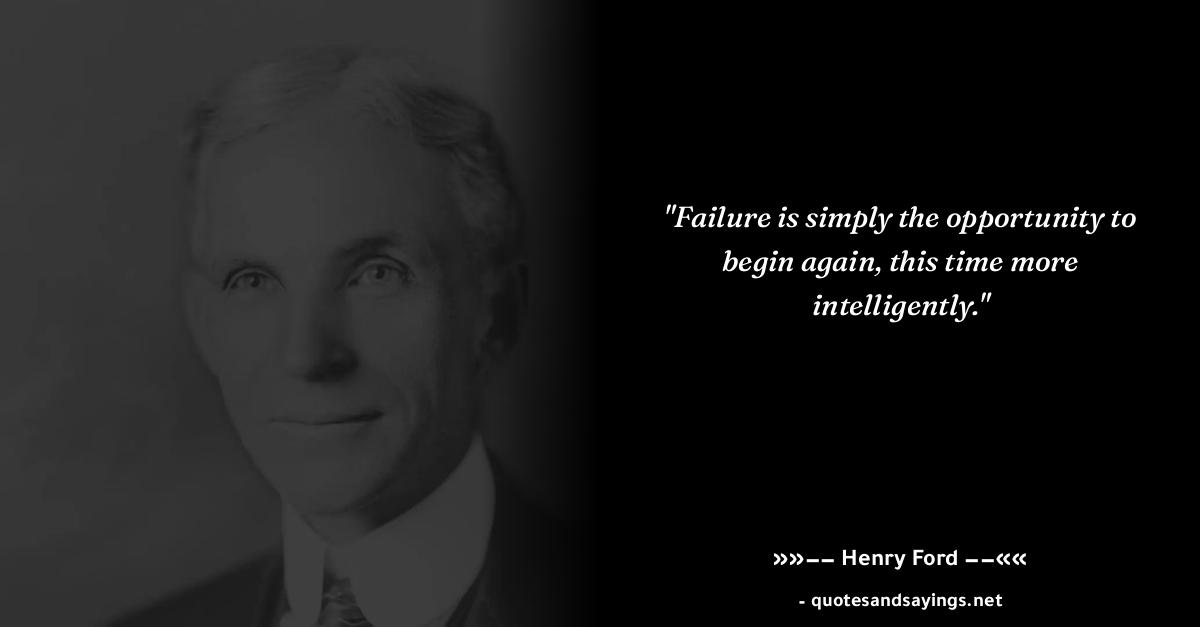 "Failure is simply the opportunity to
begin again, this time more
intelligently."
»»−− Henry Ford −−««
- quotesandsayings.net